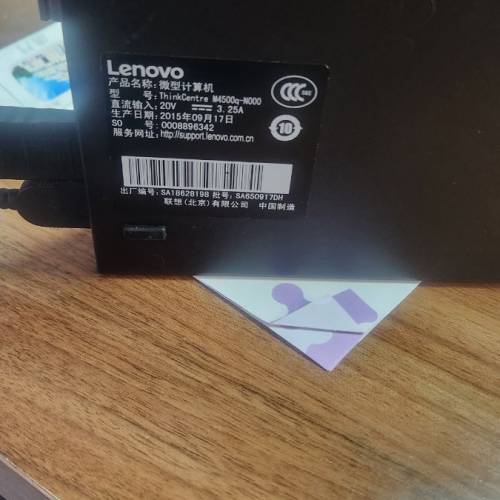 Lenovo
产品名称: 微型计算机
型 号: ThinkCentre M4500q-N000
直流输入: 20V ⎓ 3.25A
生产日期: 2015年09月17日
SO 号: 0008896342
服务网址: http://support.lenovo.com.cn
CCC
10
出厂编号: SA18628198 批号: SA650917DH
联想(北京)有限公司 中国制造